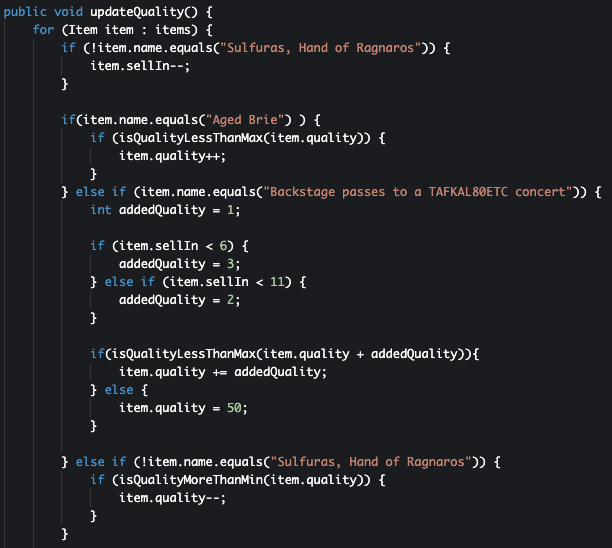 public void updateQuality() {
    for (Item item : items) {
        if (!item.name.equals("Sulfuras, Hand of Ragnaros")) {
            item.sellIn--;
        }

        if(item.name.equals("Aged Brie") ) {
            if (isQualityLessThanMax(item.quality)) {
                item.quality++;
            }
        } else if (item.name.equals("Backstage passes to a TAFKAL80ETC concert")) {
            int addedQuality = 1;

            if (item.sellIn < 6) {
                addedQuality = 3;
            } else if (item.sellIn < 11) {
                addedQuality = 2;
            }

            if(isQualityLessThanMax(item.quality + addedQuality)){
                item.quality += addedQuality;
            } else {
                item.quality = 50;
            }

        } else if (!item.name.equals("Sulfuras, Hand of Ragnaros")) {
            if (isQualityMoreThanMin(item.quality)) {
                item.quality--;
            }
        }